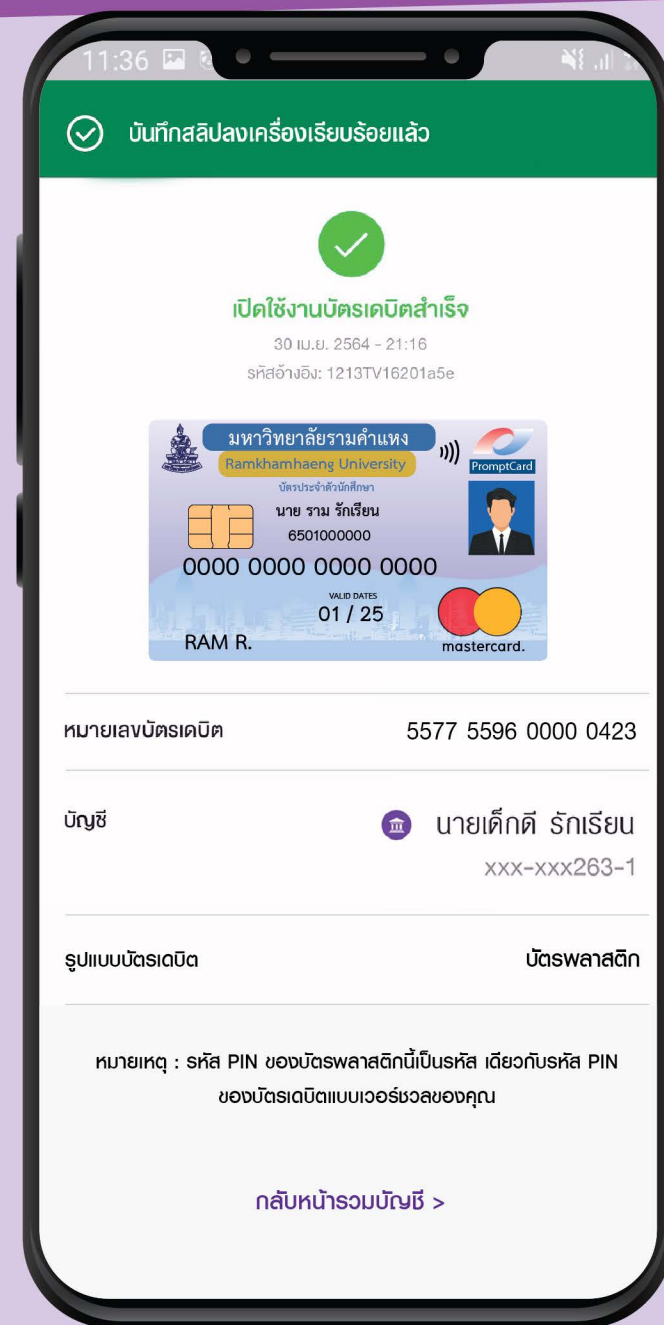 11:36
บันทึกสลิปลงเครื่องเรียบร้อยแล้ว
เปิดใช้งานบัตรเดบิตสำเร็จ
30 เม.ย. 2564 - 21:16
รหัสอ้างอิง: 1213TV16201a5e
มหาวิทยาลัยรามคำแหง
Ramkhamhaeng University
PromptCard
บัตรประจำตัวนักศึกษา
นาย ราม รักเรียน
6501000000
0000 0000 0000 0000
VALID DATES
01 / 25
RAM R.
mastercard.
หมายเลขบัตรเดบิต 5577 5596 0000 0423
บัญชี นายเด็กดี รักเรียน
xxx-xxx263-1
รูปแบบบัตรเดบิต บัตรพลาสติก
หมายเหตุ : รหัส PIN ของบัตรพลาสติกนี้เป็นรหัส เดียวกับรหัส PIN
ของบัตรเดบิตแบบเวอร์ชวลของคุณ
กลับหน้ารวมบัญชี >